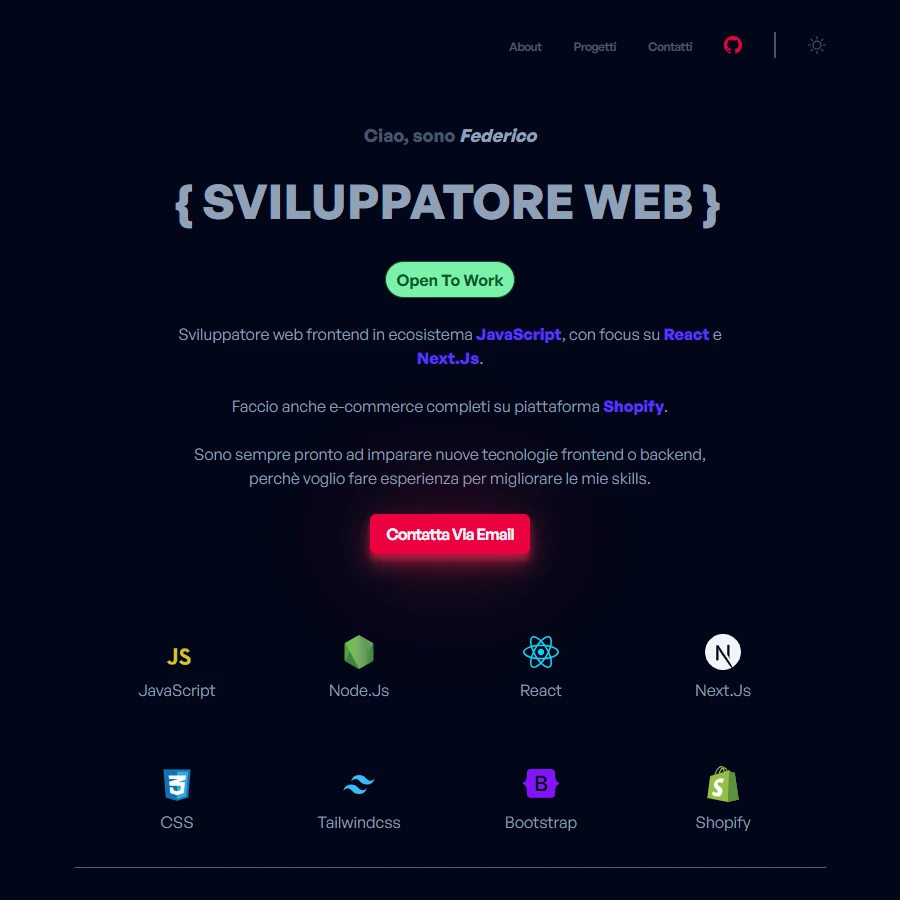 About Progetti Contatti
Ciao, sono Federico
{ SVILUPPATORE WEB }
Open To Work
Sviluppatore web frontend in ecosistema JavaScript, con focus su React e
Next.Js.
Faccio anche e-commerce completi su piattaforma Shopify.
Sono sempre pronto ad imparare nuove tecnologie frontend o backend,
perchè voglio fare esperienza per migliorare le mie skills.
Contatta Via Email
JS N
JavaScript Node.Js React Next.Js
3 B S
CSS Tailwindcss Bootstrap Shopify